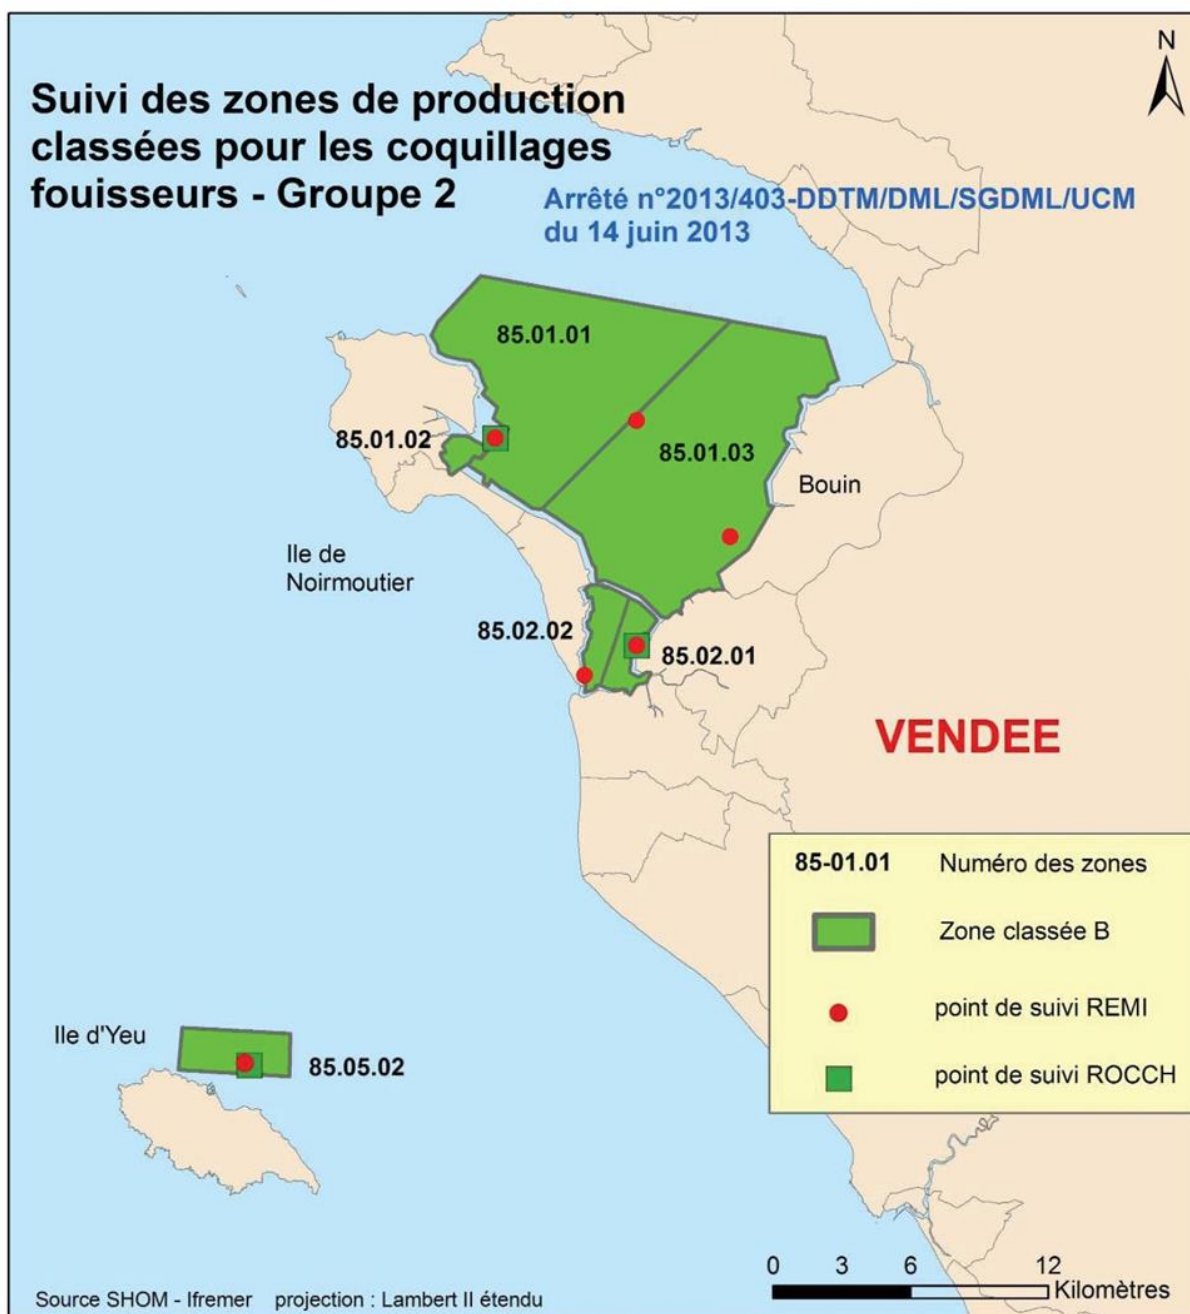 N
Suivi des zones de production
classées pour les coquillages
fouisseurs - Groupe 2
Arrêté n°2013/403-DDTM/DML/SGDML/UCM
du 14 juin 2013
85.01.01
85.01.02
85.01.03
Bouin
Ile de
Noirmoutier
85.02.02
85.02.01
VENDEE
85-01.01 Numéro des zones
Zone classée B
point de suivi REMI
point de suivi ROCCH
Ile d'Yeu
85.05.02
0 3 6 12
Kilomètres
Source SHOM - Ifremer projection : Lambert II étendu